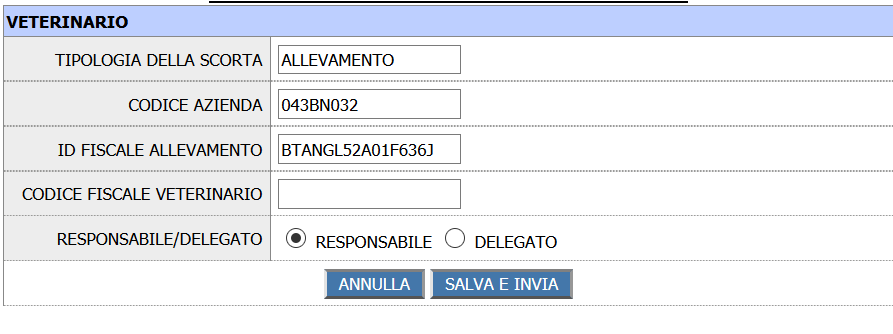 VETERINARIO
TIPOLOGIA DELLA SCORTA ALLEVAMENTO
CODICE AZIENDA 043BN032
ID FISCALE ALLEVAMENTO BTANGL52A01F636J
CODICE FISCALE VETERINARIO
RESPONSABILE/DELEGATO RESPONSABILE DELEGATO
ANNULLA SALVA E INVIA